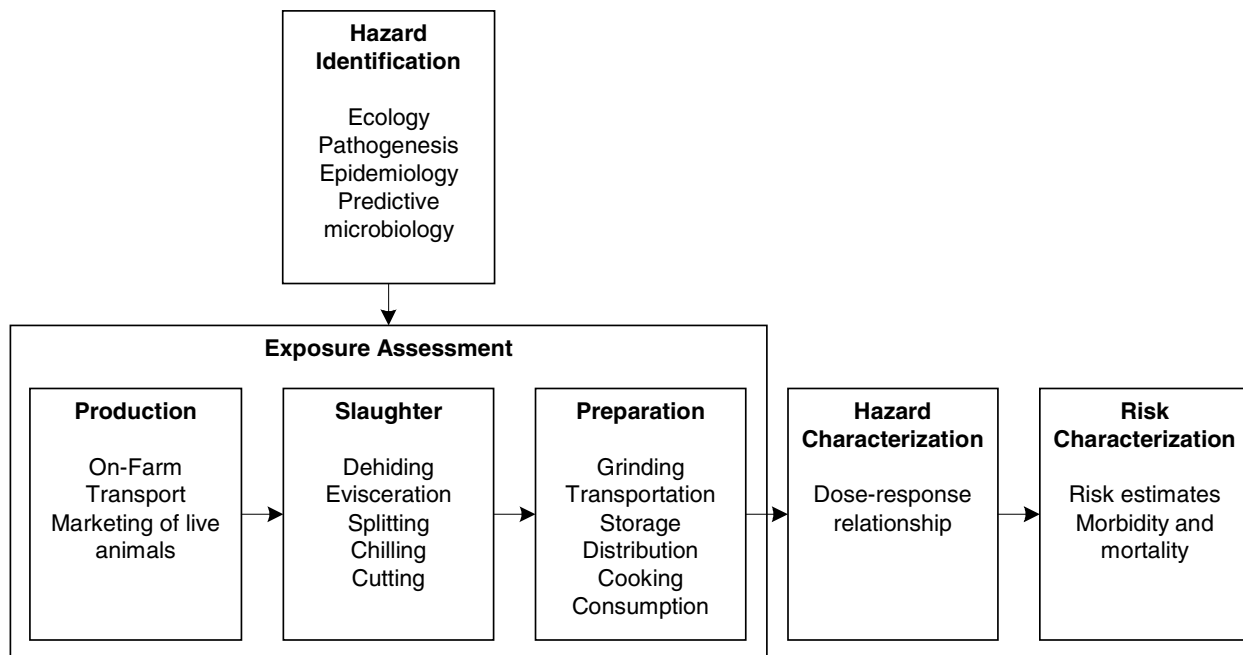 Hazard
Identification
Ecology
Pathogenesis
Epidemiology
Predictive
microbiology
Exposure Assessment
Production
On-Farm
Transport
Marketing of live
animals
Slaughter
Dehiding
Evisceration
Splitting
Chilling
Cutting
Preparation
Grinding
Transportation
Storage
Distribution
Cooking
Consumption
Hazard
Characterization
Dose-response
relationship
Risk
Characterization
Risk estimates
Morbidity and
mortality